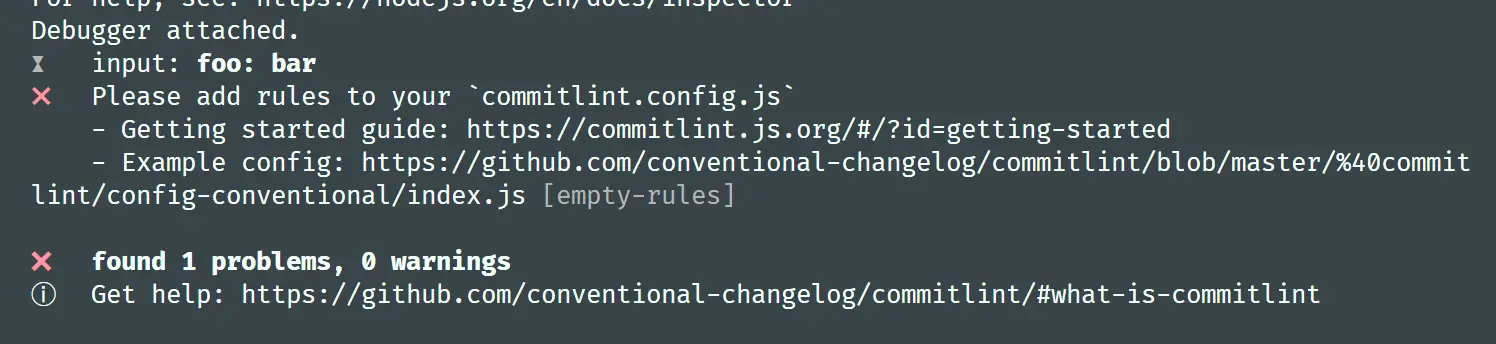 For help, see: https://nodejs.org/en/docs/inspector
Debugger attached.
⧗ input: foo: bar
✖ Please add rules to your `commitlint.config.js`
- Getting started guide: https://commitlint.js.org/#/?id=getting-started
- Example config: https://github.com/conventional-changelog/commitlint/blob/master/%40commit
lint/config-conventional/index.js [empty-rules]
✖ found 1 problems, 0 warnings
ⓘ Get help: https://github.com/conventional-changelog/commitlint/#what-is-commitlint